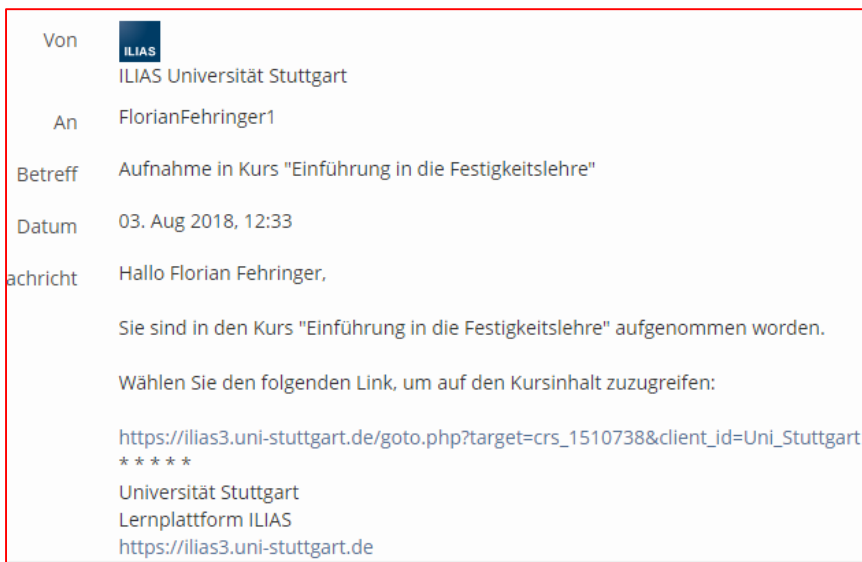 Von
ILIAS
ILIAS Universität Stuttgart
An FlorianFehringer1
Betreff Aufnahme in Kurs "Einführung in die Festigkeitslehre"
Datum 03. Aug 2018, 12:33
achricht Hallo Florian Fehringer,
Sie sind in den Kurs "Einführung in die Festigkeitslehre" aufgenommen worden.
Wählen Sie den folgenden Link, um auf den Kursinhalt zuzugreifen:
https://ilias3.uni-stuttgart.de/goto.php?target=crs_1510738&client_id=Uni_Stuttgart
* * * * *
Universität Stuttgart
Lernplattform ILIAS
https://ilias3.uni-stuttgart.de